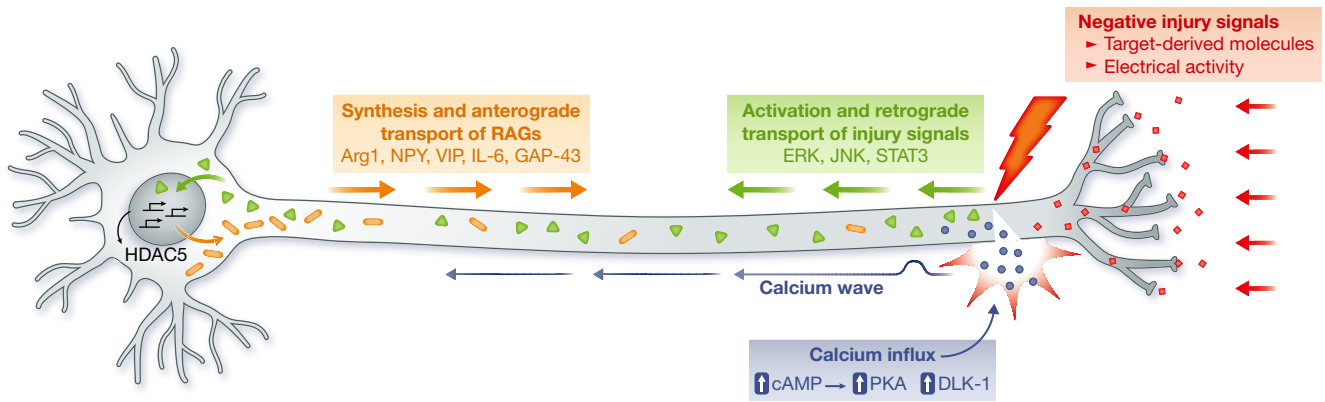 Negative injury signals
► Target-derived molecules
► Electrical activity
Synthesis and anterograde
transport of RAGs
Arg1, NPY, VIP, IL-6, GAP-43
Activation and retrograde
transport of injury signals
ERK, JNK, STAT3
HDAC5
Calcium wave
Calcium influx
⬆cAMP→⬆PKA ⬆DLK-1